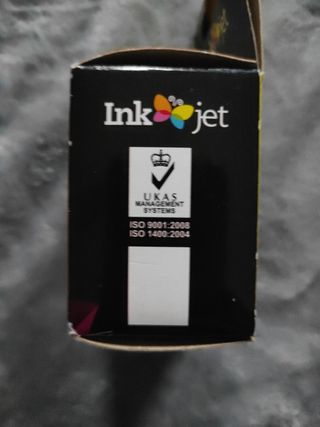 Ink jet
UKAS
MANAGEMENT
SYSTEMS
ISO 9001:2008
ISO 1400:2004